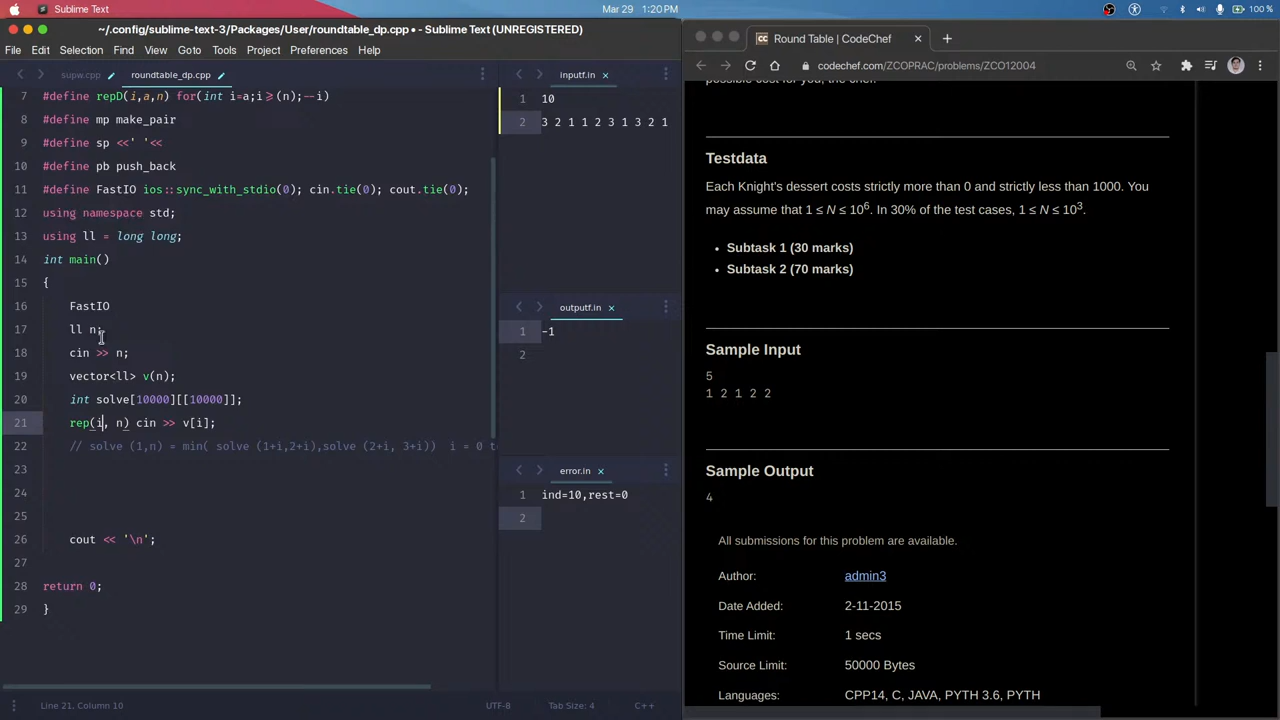 Sublime Text
Mar 29 1:20 PM
100 %
~/.config/sublime-text-3/Packages/User/roundtable_dp.cpp • - Sublime Text (UNREGISTERED)
File Edit Selection Find View Goto Tools Project Preferences Help
supw.cpp roundtable_dp.cpp
7 #define repD(i,a,n) for(int i=a;i≥(n);--i)
8 #define mp make_pair
9 #define sp <<' '<<
10 #define pb push_back
11 #define FastIO ios::sync_with_stdio(0); cin.tie(0); cout.tie(0);
12 using namespace std;
13 using ll = long long;
14 int main()
15 {
16 FastIO
17 ll n;
18 cin >> n;
19 vector<ll> v(n);
20 int solve[10000][[10000]];
21 rep(i, n) cin >> v[i];
22 // solve (1,n) = min( solve (1+i,2+i),solve (2+i, 3+i)) i = 0 t
23
24
25
26 cout << '\n';
27
28 return 0;
29 }
Line 21, Column 10
UTF-8 Tab Size: 4 C++
inputf.in
1 10
2 3 2 1 1 2 3 1 3 2 1
outputf.in
1 -1
2
error.in
1 ind=10,rest=0
2
Round Table | CodeChef
codechef.com/ZCOPRAC/problems/ZCO12004
possible cost for you, the chef.
Testdata
Each Knight's dessert costs strictly more than 0 and strictly less than 1000. You
may assume that 1 ≤ N ≤ 10⁶. In 30% of the test cases, 1 ≤ N ≤ 10³.
• Subtask 1 (30 marks)
• Subtask 2 (70 marks)
Sample Input
5
1 2 1 2 2
Sample Output
4
All submissions for this problem are available.
Author: admin3
Date Added: 2-11-2015
Time Limit: 1 secs
Source Limit: 50000 Bytes
Languages: CPP14, C, JAVA, PYTH 3.6, PYTH